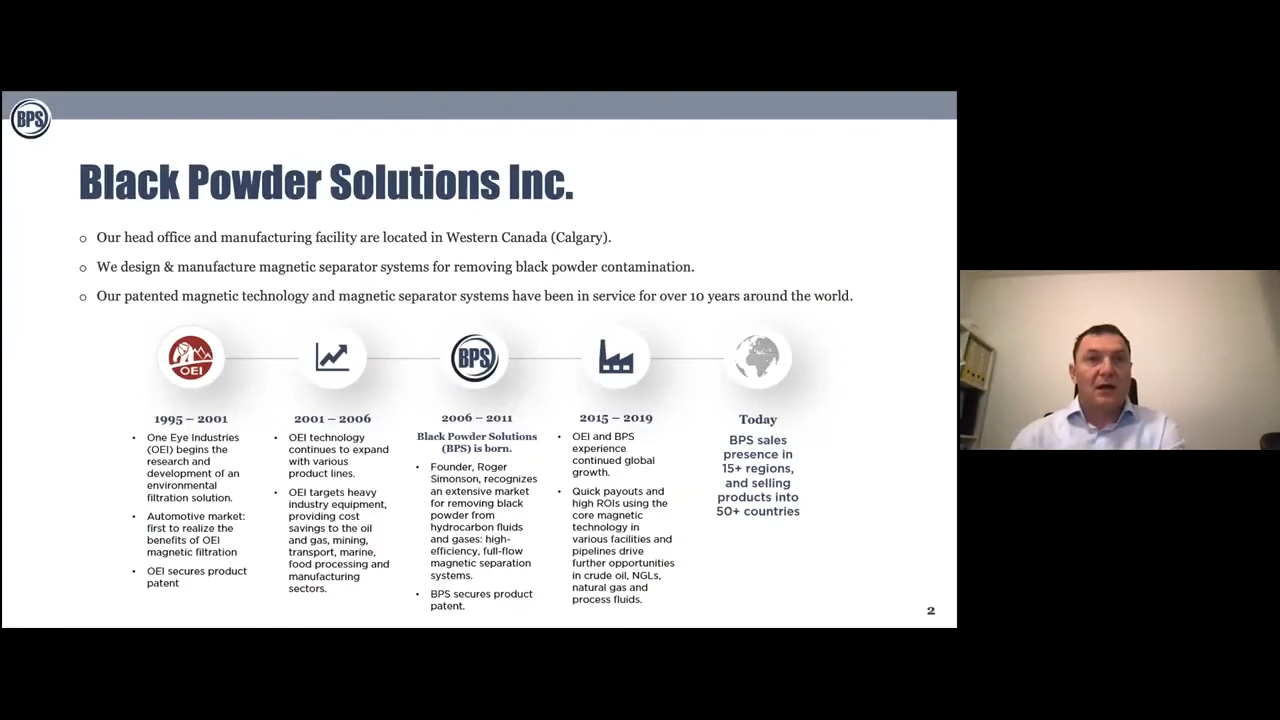 BPS
Black Powder Solutions Inc.
Our head office and manufacturing facility are located in Western Canada (Calgary).
We design & manufacture magnetic separator systems for removing black powder contamination.
Our patented magnetic technology and magnetic separator systems have been in service for over 10 years around the world.
OEI
BPS
1995 – 2001
One Eye Industries
(OEI) begins the
research and
development of an
environmental
filtration solution.
Automotive market:
first to realize the
benefits of OEI
magnetic filtration
OEI secures product
patent
2001 – 2006
OEI technology
continues to expand
with various
product lines.
OEI targets heavy
industry equipment,
providing cost
savings to the oil
and gas, mining,
transport, marine,
food processing and
manufacturing
sectors.
2006 – 2011
Black Powder Solutions
(BPS) is born.
Founder, Roger
Simonson, recognizes
an extensive market
for removing black
powder from
hydrocarbon fluids
and gases: high-
efficiency, full-flow
magnetic separation
systems.
BPS secures product
patent.
2015 – 2019
OEI and BPS
experience
continued global
growth.
Quick payouts and
high ROIs using the
core magnetic
technology in
various facilities and
pipelines drive
further opportunities
in crude oil, NGLs,
natural gas and
process fluids.
Today
BPS sales
presence in
15+ regions,
and selling
products into
50+ countries
2